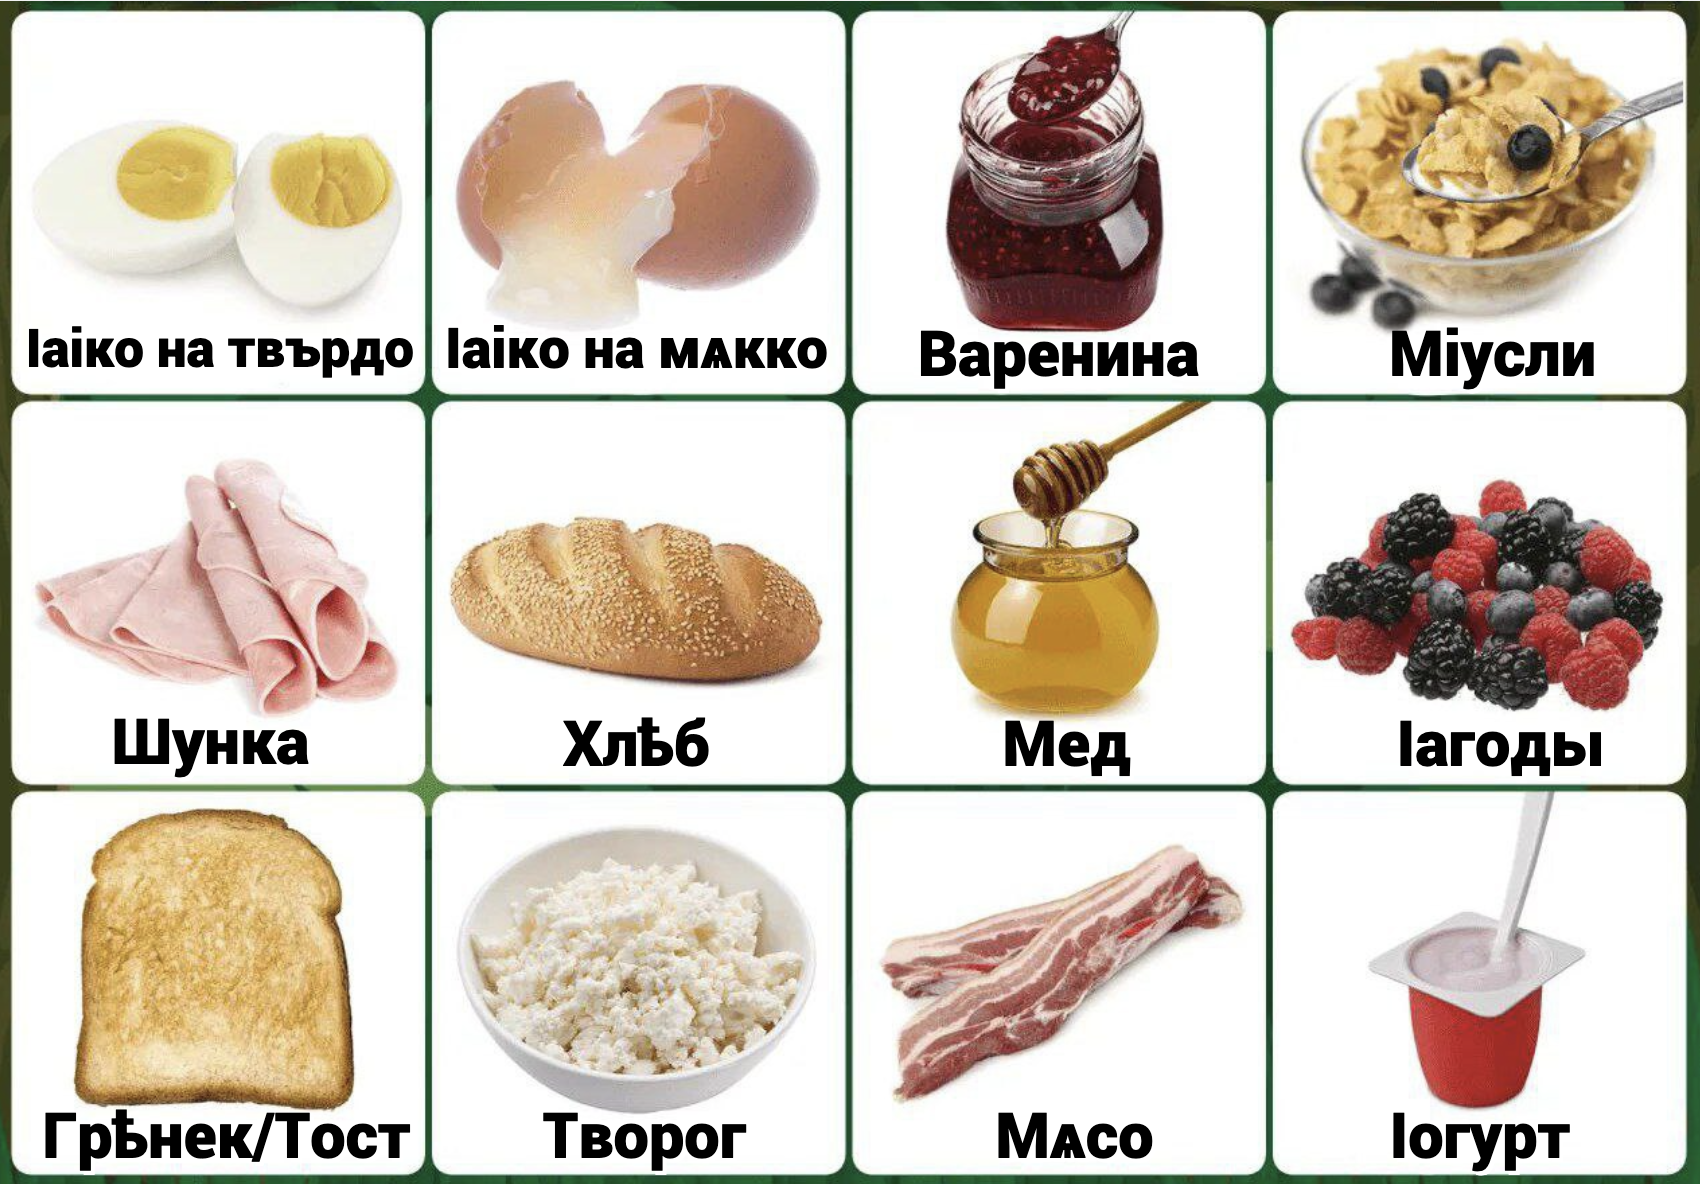 Іаіко на твърдо
Іаіко на мѧкко
Варенина
Міусли
Шунка
Хлѣб
Мед
Іагоды
Грѣнек/Тост
Творог
Мѧсо
Іогурт